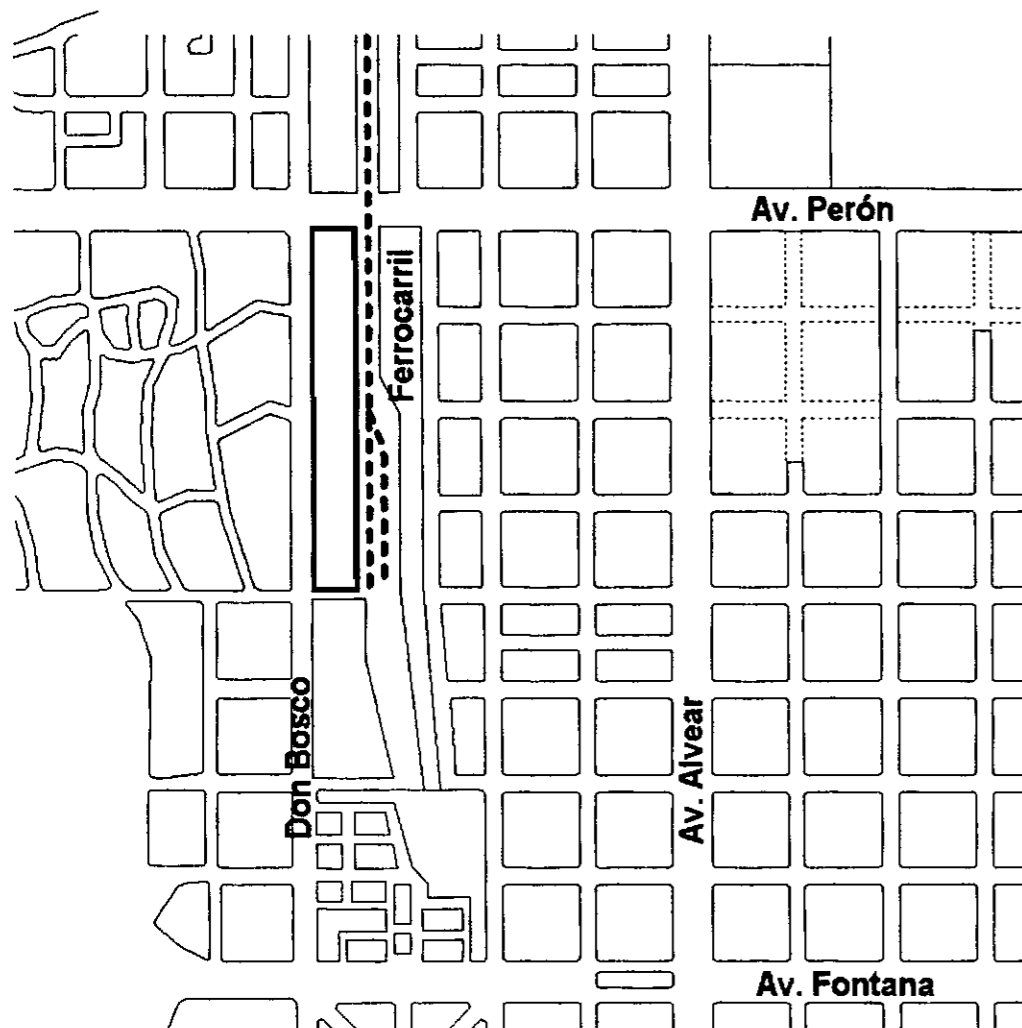 Av. Perón
Ferrocarril
Don Bosco
Av. Alvear
Av. Fontana